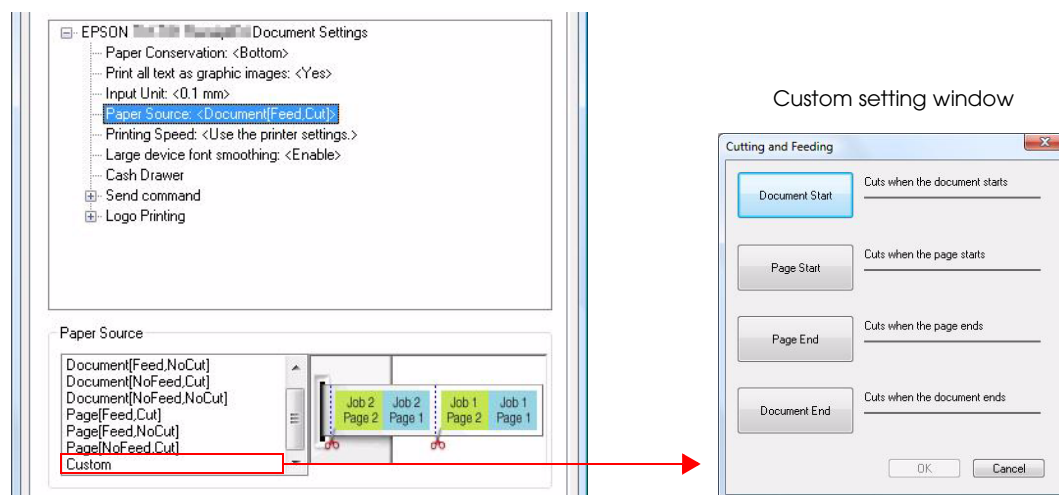 EPSON Document Settings
Paper Conservation: <Bottom>
Print all text as graphic images: <Yes>
Input Unit: <0.1 mm>
Paper Source: <Document[Feed,Cut]>
Printing Speed: <Use the printer settings.>
Large device font smoothing: <Enable>
Cash Drawer
Send command
Logo Printing
Paper Source
Document[Feed,NoCut]
Document[NoFeed,Cut]
Document[NoFeed,NoCut]
Page[Feed,Cut]
Page[Feed,NoCut]
Page[NoFeed,Cut]
Custom
Job 2 Job 2 Job 1 Job 1
Page 2 Page 1 Page 2 Page 1
Custom setting window
Cutting and Feeding
Document Start Cuts when the document starts
Page Start Cuts when the page starts
Page End Cuts when the page ends
Document End Cuts when the document ends
OK Cancel